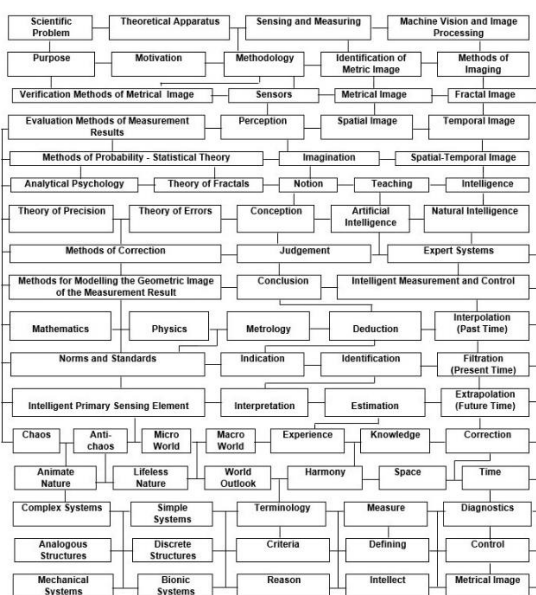 Scientific
Problem
Theoretical Apparatus
Sensing and Measuring
Machine Vision and Image
Processing
Purpose
Motivation
Methodology
Identification of
Metric Image
Methods of
Imaging
Verification Methods of Metrical Image
Sensors
Metrical Image
Fractal Image
Evaluation Methods of Measurement
Results
Perception
Spatial Image
Temporal Image
Methods of Probability - Statistical Theory
Imagination
Spatial-Temporal Image
Analytical Psychology
Theory of Fractals
Notion
Teaching
Intelligence
Theory of Precision
Theory of Errors
Conception
Artificial
Intelligence
Natural Intelligence
Methods of Correction
Judgement
Expert Systems
Methods for Modelling the Geometric Image
of the Measurement Result
Conclusion
Intelligent Measurement and Control
Mathematics
Physics
Metrology
Deduction
Interpolation
(Past Time)
Norms and Standards
Indication
Identification
Filtration
(Present Time)
Intelligent Primary Sensing Element
Interpretation
Estimation
Extrapolation
(Future Time)
Chaos
Anti-
chaos
Micro
World
Macro
World
Experience
Knowledge
Correction
Animate
Nature
Lifeless
Nature
World
Outlook
Harmony
Space
Time
Complex Systems
Simple
Systems
Terminology
Measure
Diagnostics
Analogous
Structures
Discrete
Structures
Criteria
Defining
Control
Mechanical
Systems
Bionic
Systems
Reason
Intellect
Metrical Image